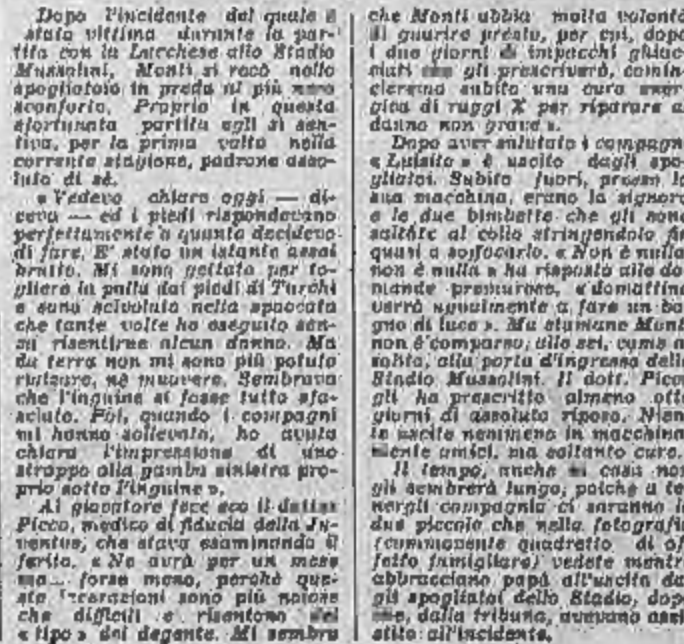 Dopo l'incidente del quale è
stato vittima durante la par-
tita con la Lucchese allo Stadio
Mussolini, Monti si recò nello
spogliatoio in preda al più nero
sconforto. Proprio in questa
sfortunata partita egli si sen-
tiva, per la prima volta nella
corrente stagione, padrone asso-
luto di sè.
« Vedevo chiaro oggi — di-
ceva — ed i piedi rispondevano
perfettamente a quanto decidevo
di fare. E' stato un istante assai
brutto. Mi sono gettato per to-
gliere la palla dai piedi di Turchi
e sono scivolato nella spaccata
che tante volte ho eseguito sen-
za risentirne alcun danno. Ma
da terra non mi sono più potuto
rialzare, nè muovere. Sembrava
che l'inguine si fosse tutto sfa-
sciato. Poi, quando i compagni
mi hanno sollevato, ho avuto
chiara l'impressione di uno
strappo alla gamba sinistra pro-
prio sotto l'inguine ».
Al giocatore fece eco il dottor
Picco, medico di fiducia della Ju-
ventus, che stava esaminando il
ferito. « Ne avrà per un mese
ma... forse meno, perchè que-
ste lacerazioni sono più noiose
che difficili e risentono del
« tipo » del degente. Mi sembra
che Monti abbia molta volontà
di guarire presto, per cui, dopo
i due giorni di impacchi ghiac-
ciati che gli prescriverò, comin-
cieremo subito una cura ener-
gica di raggi X per riparare a
danno non grave ».
Dopo aver salutato i compagn
« Luisito » è uscito dagli spo-
gliatoi. Subito fuori, presso la
sua macchina, erano la signora
e le due bimbette che gli sono
saltate al collo stringendolo fin
quasi a soffocarlo. « Non è nulla
non è nulla » ha risposto alle do-
mande premurose, « domattina
verrò ugualmente a fare un ba-
gno di luce ». Ma stamane Monti
non è comparso, alle sei, come a
solito, alla porta d'ingresso dello
Stadio Mussolini. Il dott. Picco
gli ha prescritto almeno otto
giorni di assoluto riposo. Nien-
te uscite nemmeno in macchina
niente amici, ma soltanto cure.
Il tempo, anche in casa non
gli sembrerà lungo, poichè a te-
nergli compagnia ci saranno le
due piccole che nella fotografia
(commovente quadretto di af-
fetto famigliare) vedete mentre
abbracciano papà all'uscita da
gli spogliatoi dello Stadio, dopo
che, dalla tribuna, avevano assi-
stito all'incidente.